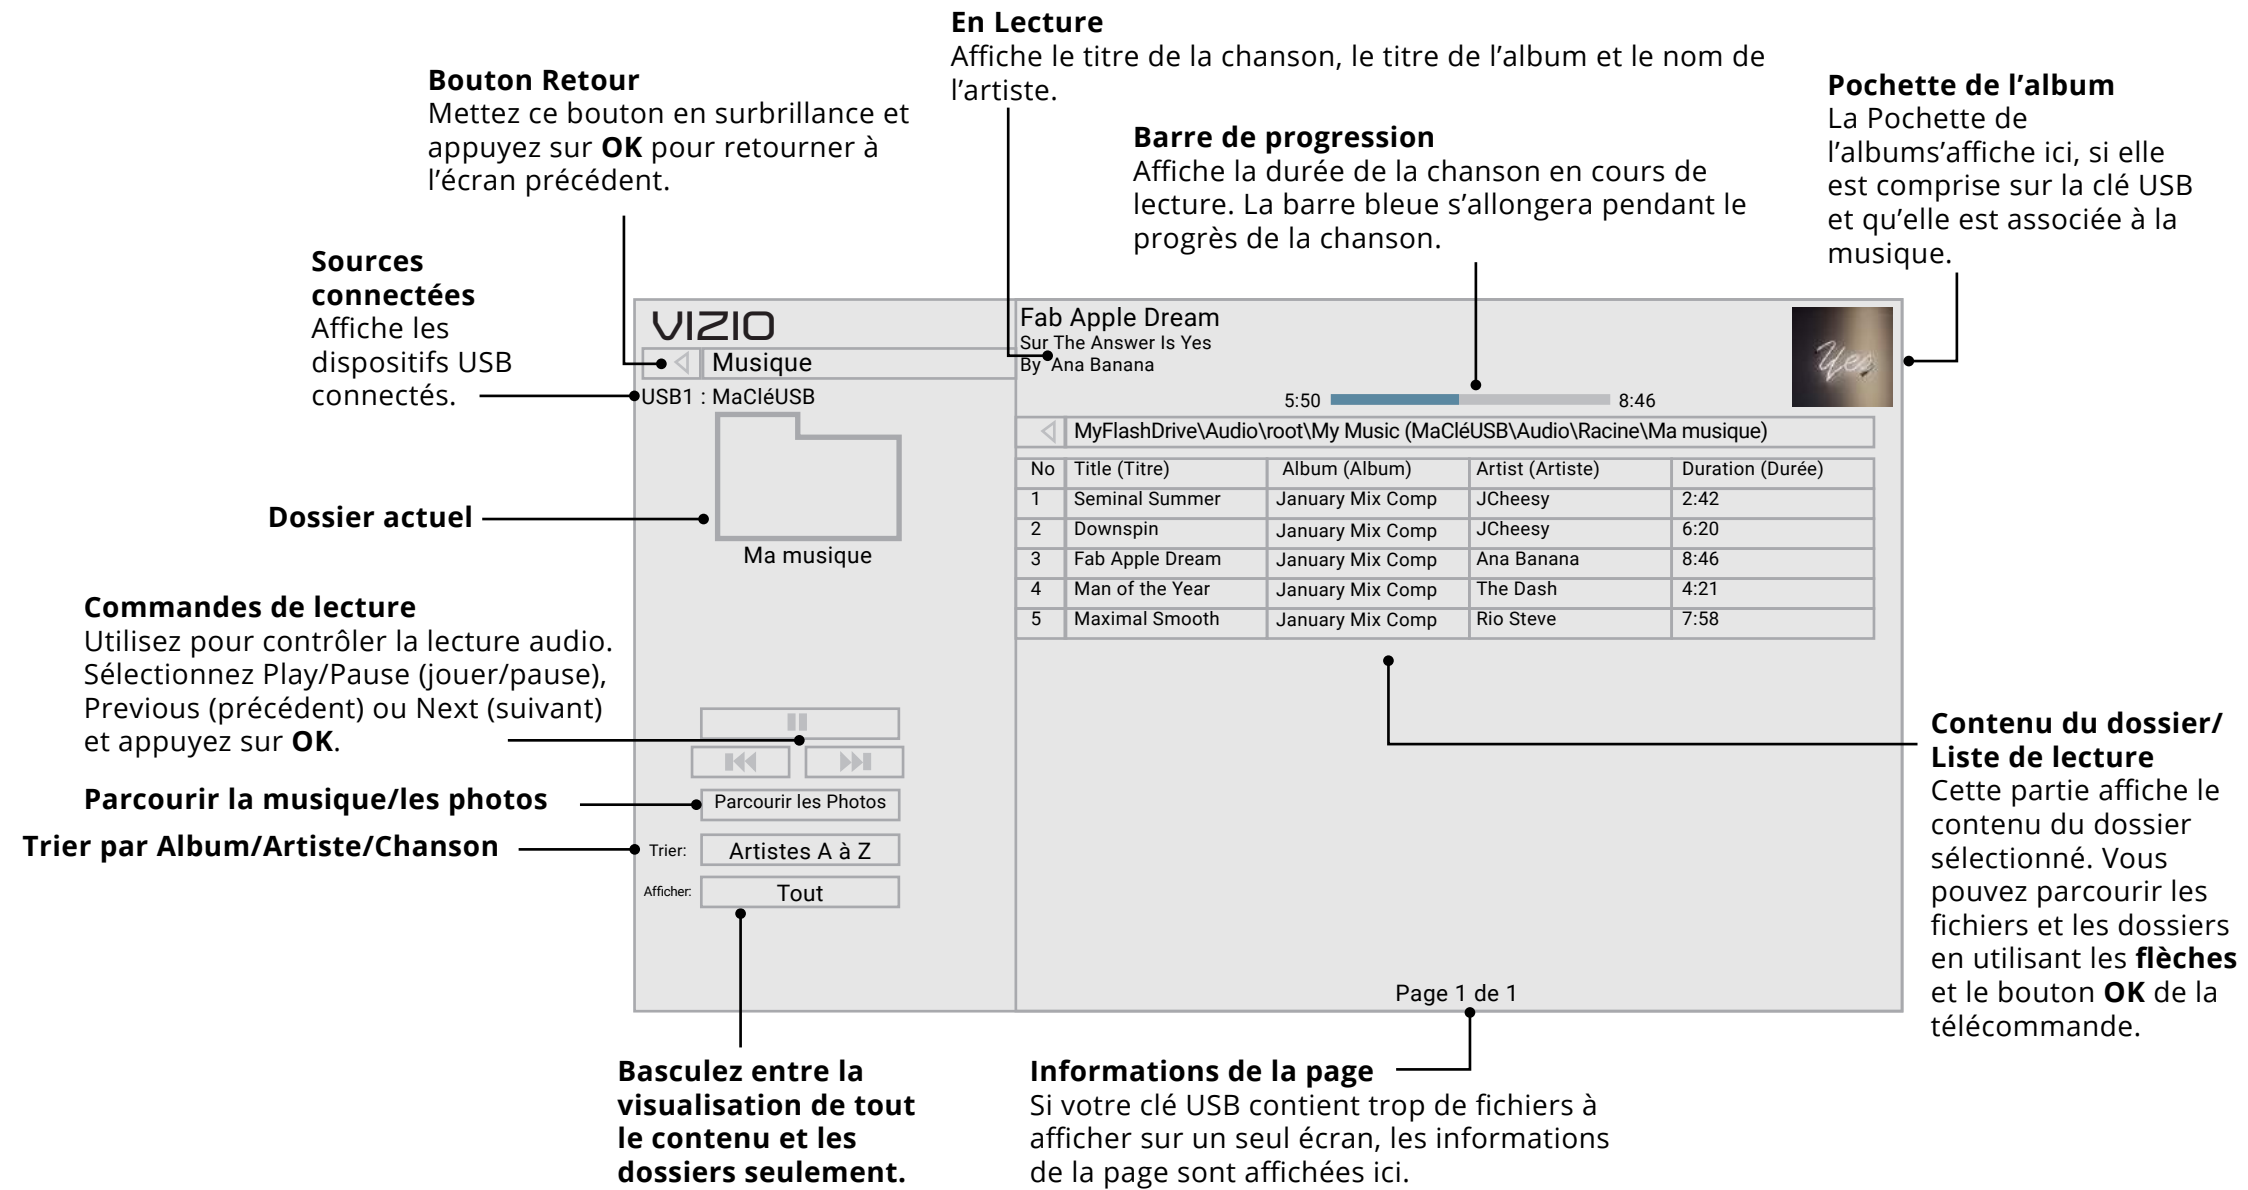 En Lecture
Affiche le titre de la chanson, le titre de l’album et le nom de
l’artiste.
Bouton Retour
Mettez ce bouton en surbrillance et
appuyez sur OK pour retourner à
l’écran précédent.
Barre de progression
Affiche la durée de la chanson en cours de
lecture. La barre bleue s’allongera pendant le
progrès de la chanson.
Pochette de l’album
La Pochette de
l’albums’affiche ici, si elle
est comprise sur la clé USB
et qu’elle est associée à la
musique.
Sources
connectées
Affiche les
dispositifs USB
connectés.
Dossier actuel
Commandes de lecture
Utilisez pour contrôler la lecture audio.
Sélectionnez Play/Pause (jouer/pause),
Previous (précédent) ou Next (suivant)
et appuyez sur OK.
Parcourir la musique/les photos
Trier par Album/Artiste/Chanson
VIZIO
Musique
USB1 : MaCléUSB
Ma musique
Parcourir les Photos
Trier: Artistes A à Z
Afficher: Tout
Fab Apple Dream
Sur The Answer Is Yes
By Ana Banana
5:50 8:46
Yes
MyFlashDrive\Audio\root\My Music (MaCléUSB\Audio\Racine\Ma musique)
No Title (Titre) Album (Album) Artist (Artiste) Duration (Durée)
1 Seminal Summer January Mix Comp JCheesy 2:42
2 Downspin January Mix Comp JCheesy 6:20
3 Fab Apple Dream January Mix Comp Ana Banana 8:46
4 Man of the Year January Mix Comp The Dash 4:21
5 Maximal Smooth January Mix Comp Rio Steve 7:58
Page 1 de 1
Contenu du dossier/
Liste de lecture
Cette partie affiche le
contenu du dossier
sélectionné. Vous
pouvez parcourir les
fichiers et les dossiers
en utilisant les flèches
et le bouton OK de la
télécommande.
Basculez entre la
visualisation de tout
le contenu et les
dossiers seulement.
Informations de la page
Si votre clé USB contient trop de fichiers à
afficher sur un seul écran, les informations
de la page sont affichées ici.